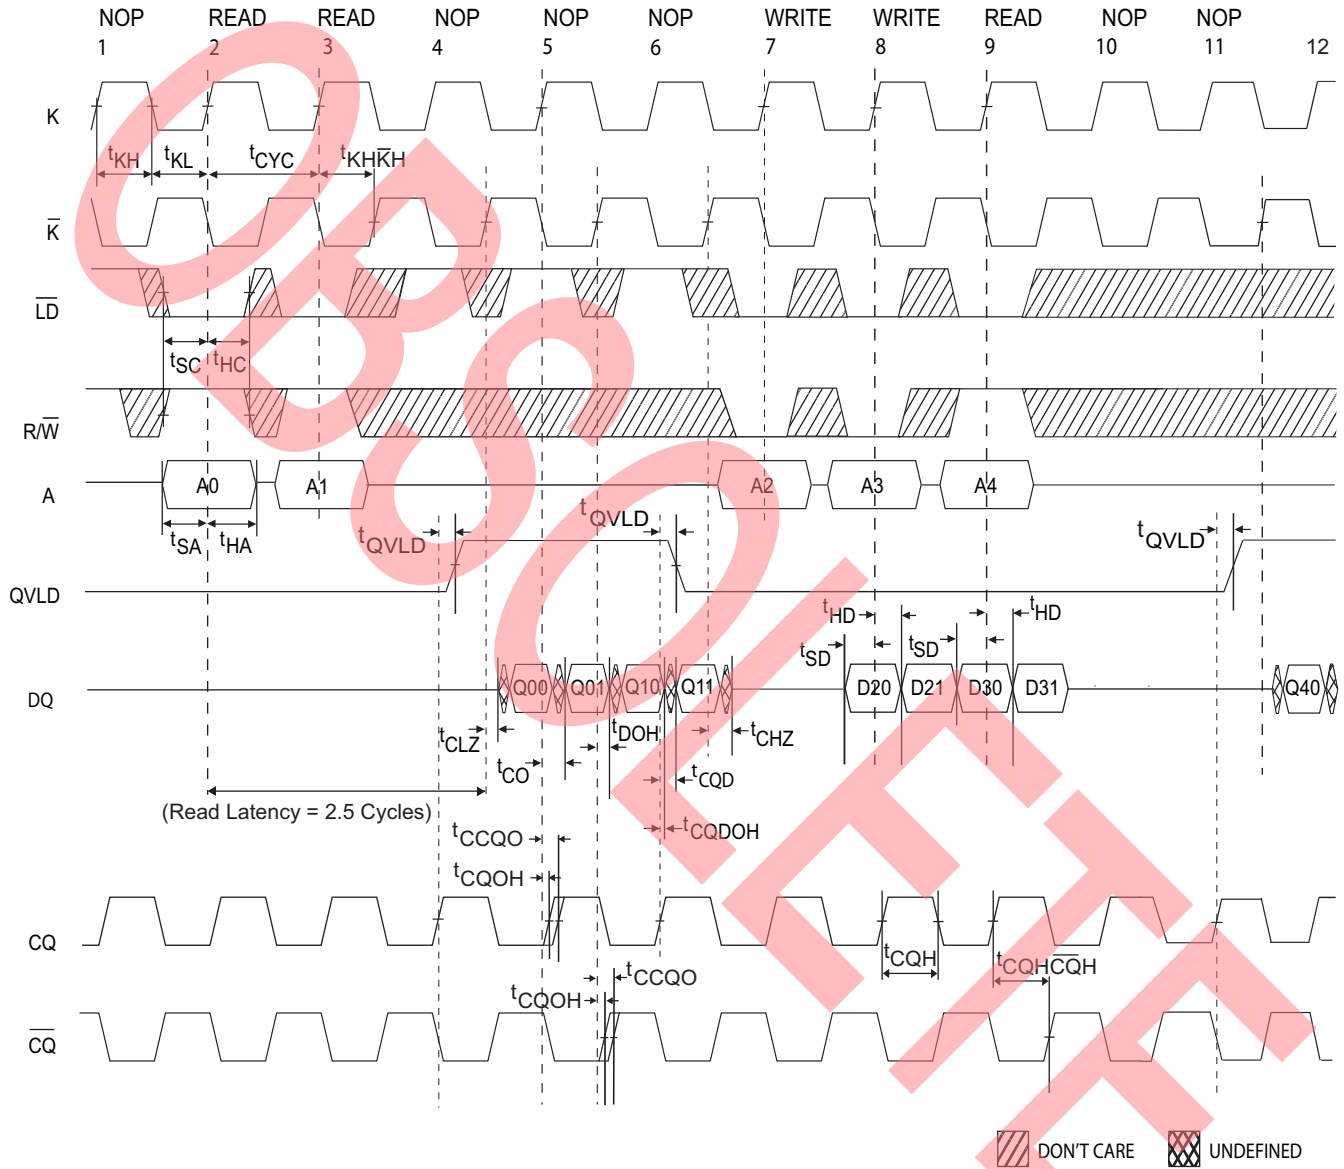 NOP READ READ NOP NOP NOP WRITE WRITE READ NOP NOP
1 2 3 4 5 6 7 8 9 10 11 12
K
tKH tKL tCYC tKHK̅H
K̅
L̅D̅
tSC tHC
R/W̅
A A0 A1 A2 A3 A4
tSA tHA tQVLD tQVLD tQVLD
QVLD
tHD tHD
tSD tSD
DQ Q00 Q01 Q10 Q11 D20 D21 D30 D31 Q40
tCLZ tDOH tCHZ
tCO tCQD
(Read Latency = 2.5 Cycles) tCQDOH
tCCQO
tCQOH
CQ
tCQH tCQHC̅Q̅H
tCCQO
tCQOH
C̅Q̅
DON'T CARE UNDEFINED
OBSOLETE